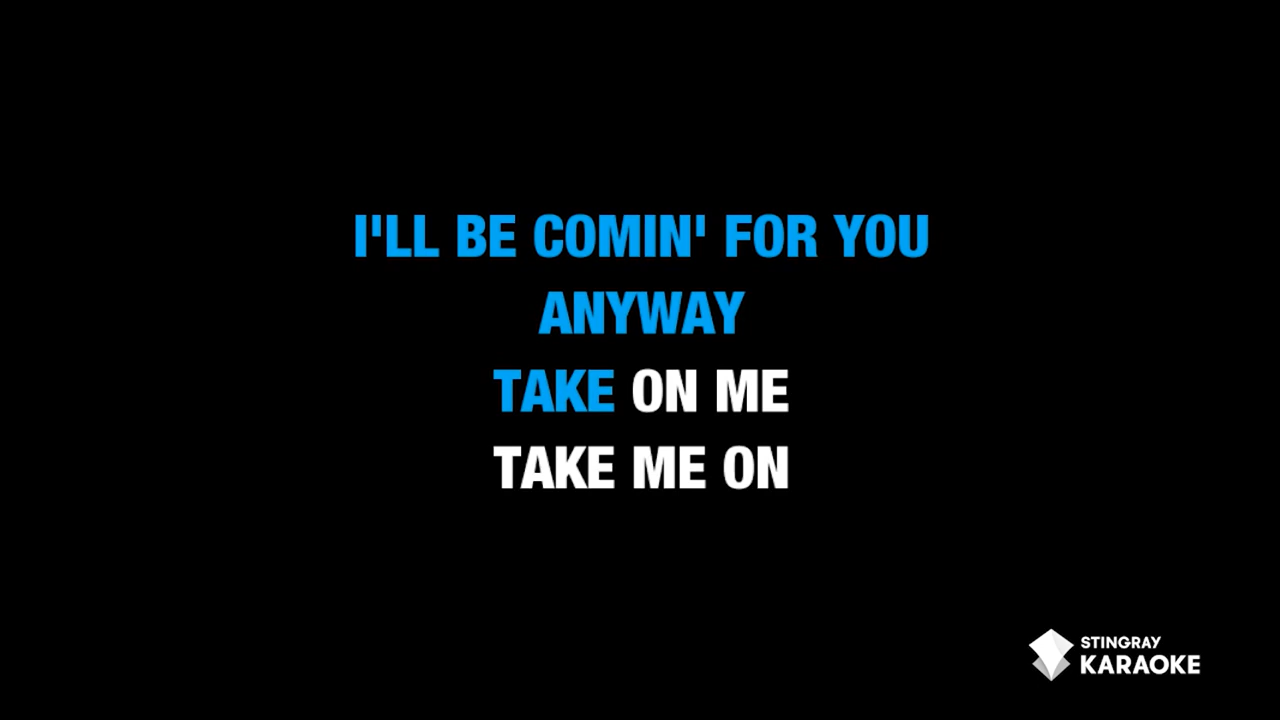 I'LL BE COMIN' FOR YOU
ANYWAY
TAKE ON ME
TAKE ME ON
STINGRAY
KARAOKE